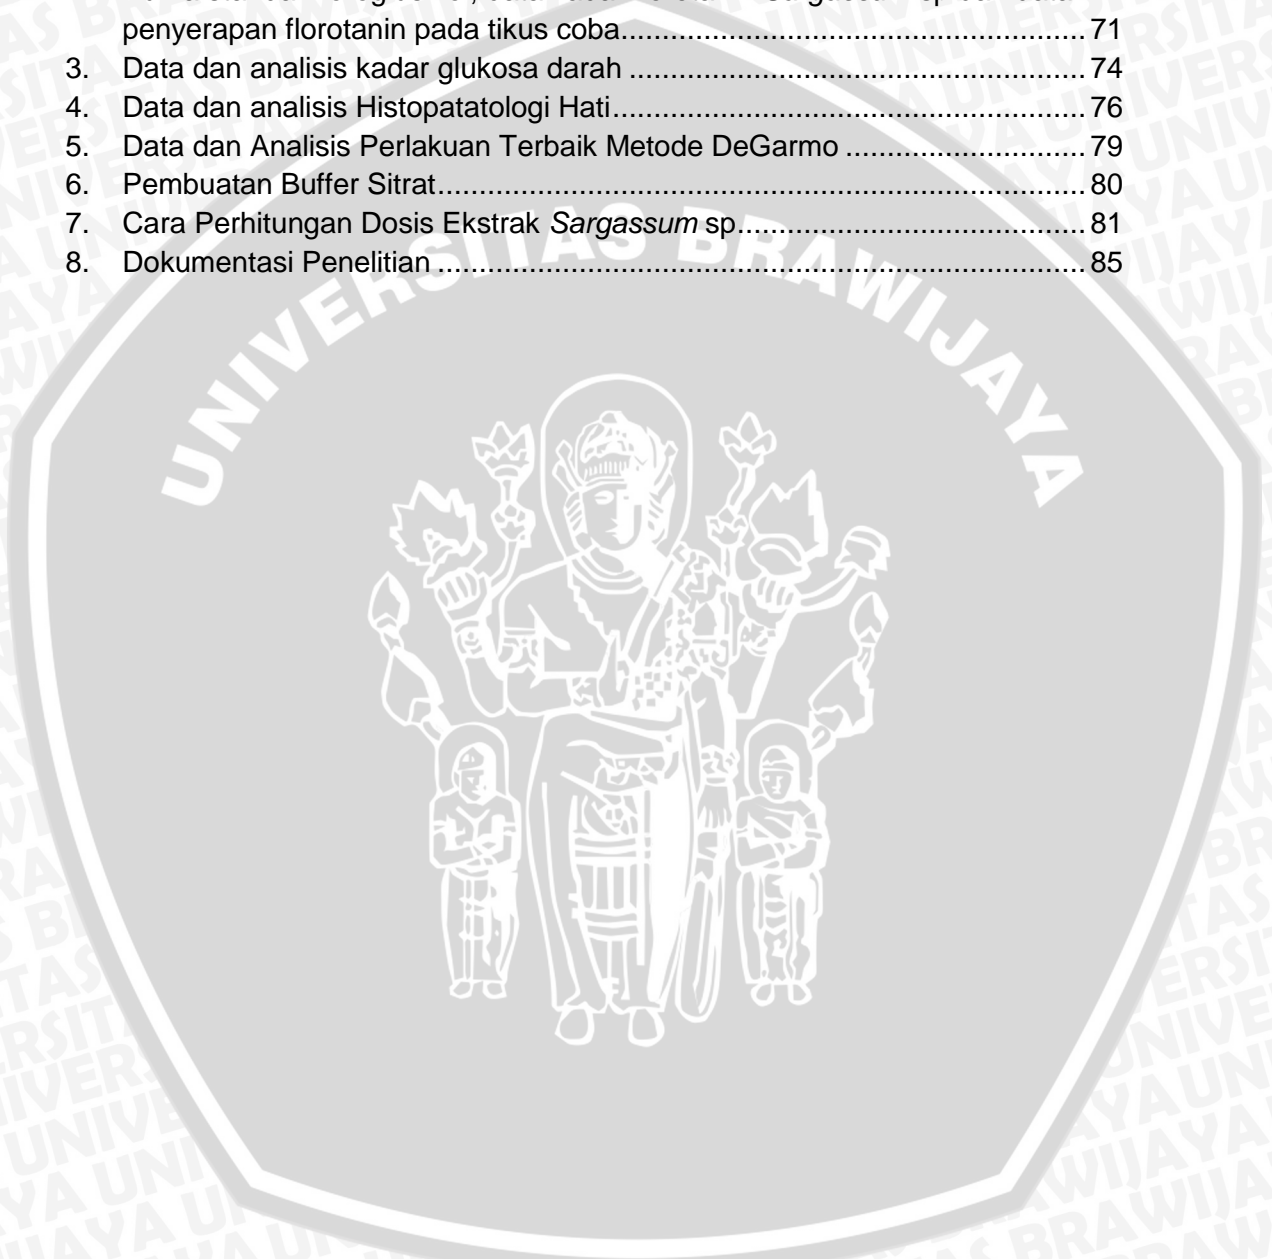 penyerapan florotanin pada tikus coba........................................................... 71
3. Data dan analisis kadar glukosa darah .......................................................... 74
4. Data dan analisis Histopatatologi Hati............................................................ 76
5. Data dan Analisis Perlakuan Terbaik Metode DeGarmo .............................. 79
6. Pembuatan Buffer Sitrat.................................................................................. 80
7. Cara Perhitungan Dosis Ekstrak Sargassum sp............................................ 81
8. Dokumentasi Penelitian ................................................................................... 85
UNIVERSITAS BRAWIJAYA